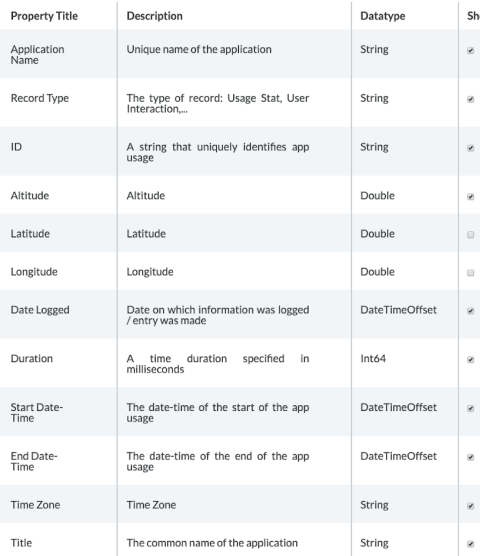 Property Title Description Datatype Sh
Application Unique name of the application String
Name
Record Type The type of record: Usage Stat, User String
Interaction,...
ID A string that uniquely identifies app String
usage
Altitude Altitude Double
Latitude Latitude Double
Longitude Longitude Double
Date Logged Date on which information was logged DateTimeOffset
/ entry was made
Duration A time duration specified in Int64
milliseconds
Start Date- The date-time of the start of the app DateTimeOffset
Time usage
End Date- The date-time of the end of the app DateTimeOffset
Time usage
Time Zone Time Zone String
Title The common name of the application String